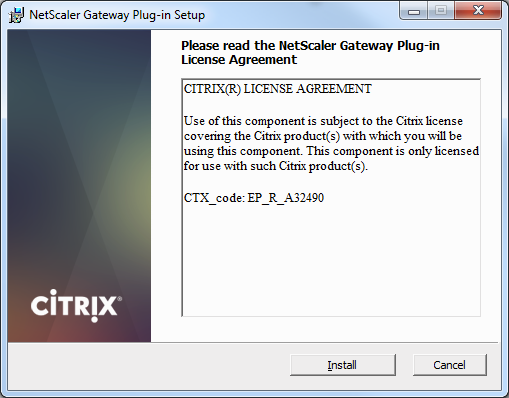 NetScaler Gateway Plug-in Setup
Please read the NetScaler Gateway Plug-in
License Agreement
CITRIX(R) LICENSE AGREEMENT
Use of this component is subject to the Citrix license
covering the Citrix product(s) with which you will be
using this component. This component is only licensed
for use with such Citrix product(s).
CTX_code: EP_R_A32490
CITRIX®
Install
Cancel